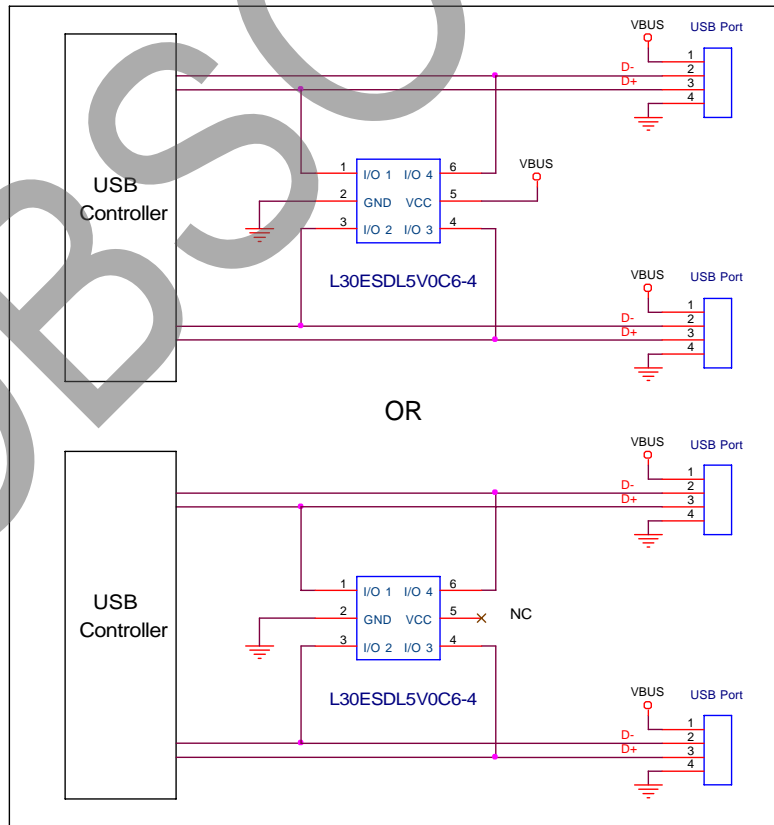 VBUS USB Port
1
D- 2
D+ 3
4
1 I/O 1 I/O 4 6
VBUS
2 GND VCC 5
3 I/O 2 I/O 3 4
USB
Controller
L30ESDL5V0C6-4
VBUS USB Port
1
D- 2
D+ 3
4
OR
VBUS USB Port
1
D- 2
D+ 3
4
1 I/O 1 I/O 4 6
2 GND VCC 5 NC
3 I/O 2 I/O 3 4
USB
Controller
L30ESDL5V0C6-4
VBUS USB Port
1
D- 2
D+ 3
4